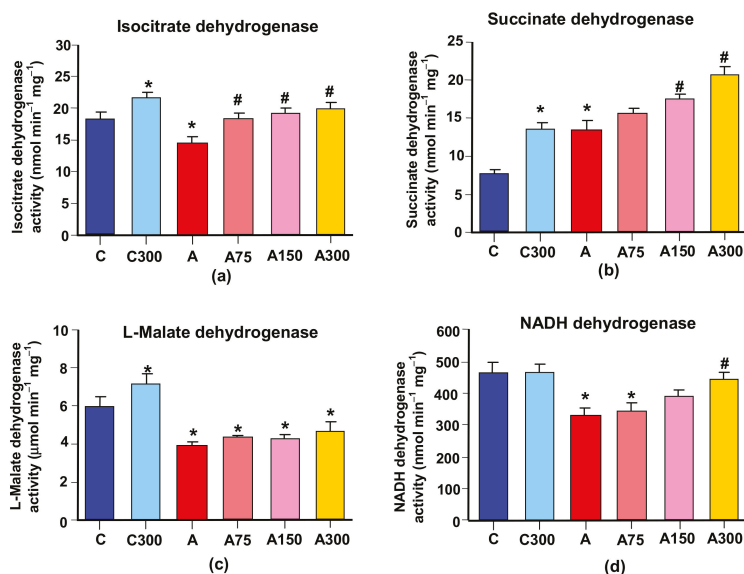 Isocitrate dehydrogenase
Isocitrate dehydrogenase
activity (nmol min⁻¹ mg⁻¹)
30
25
20
15
10
5
0
*
*
#
#
#
C C300 A A75 A150 A300
(a)
Succinate dehydrogenase
Succinate dehydrogenase
activity (nmol min⁻¹ mg⁻¹)
25
20
15
10
5
0
*
*
#
#
C C300 A A75 A150 A300
(b)
L-Malate dehydrogenase
L-Malate dehydrogenase
activity (μmol min⁻¹ mg⁻¹)
10
8
6
4
2
0
*
*
*
*
*
C C300 A A75 A150 A300
(c)
NADH dehydrogenase
NADH dehydrogenase
activity (nmol min⁻¹ mg⁻¹)
600
500
400
300
200
100
0
*
*
#
C C300 A A75 A150 A300
(d)